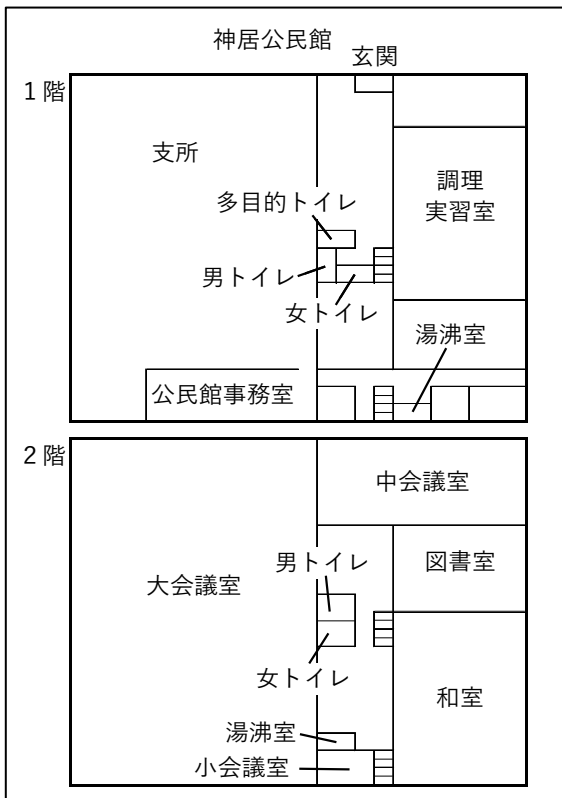 神居公民館
玄関
1階
支所
調理
実習室
多目的トイレ
男トイレ
女トイレ
湯沸室
公民館事務室
2階
中会議室
図書室
男トイレ
大会議室
女トイレ
和室
湯沸室
小会議室